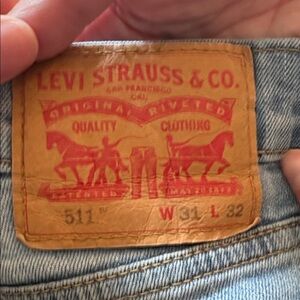 LEVI STRAUSS & CO.
SAN FRANCISCO
CAL.
ORIGINAL RIVETED
QUALITY CLOTHING
PATENTED MAY 20 1873
511 W 31 L 32